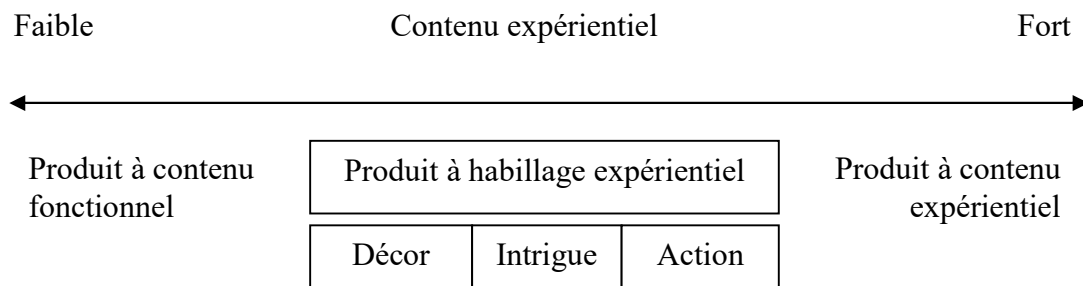 Faible Contenu expérientiel Fort
Produit à contenu
fonctionnel
Produit à habillage expérientiel
Décor Intrigue Action
Produit à contenu
expérientiel